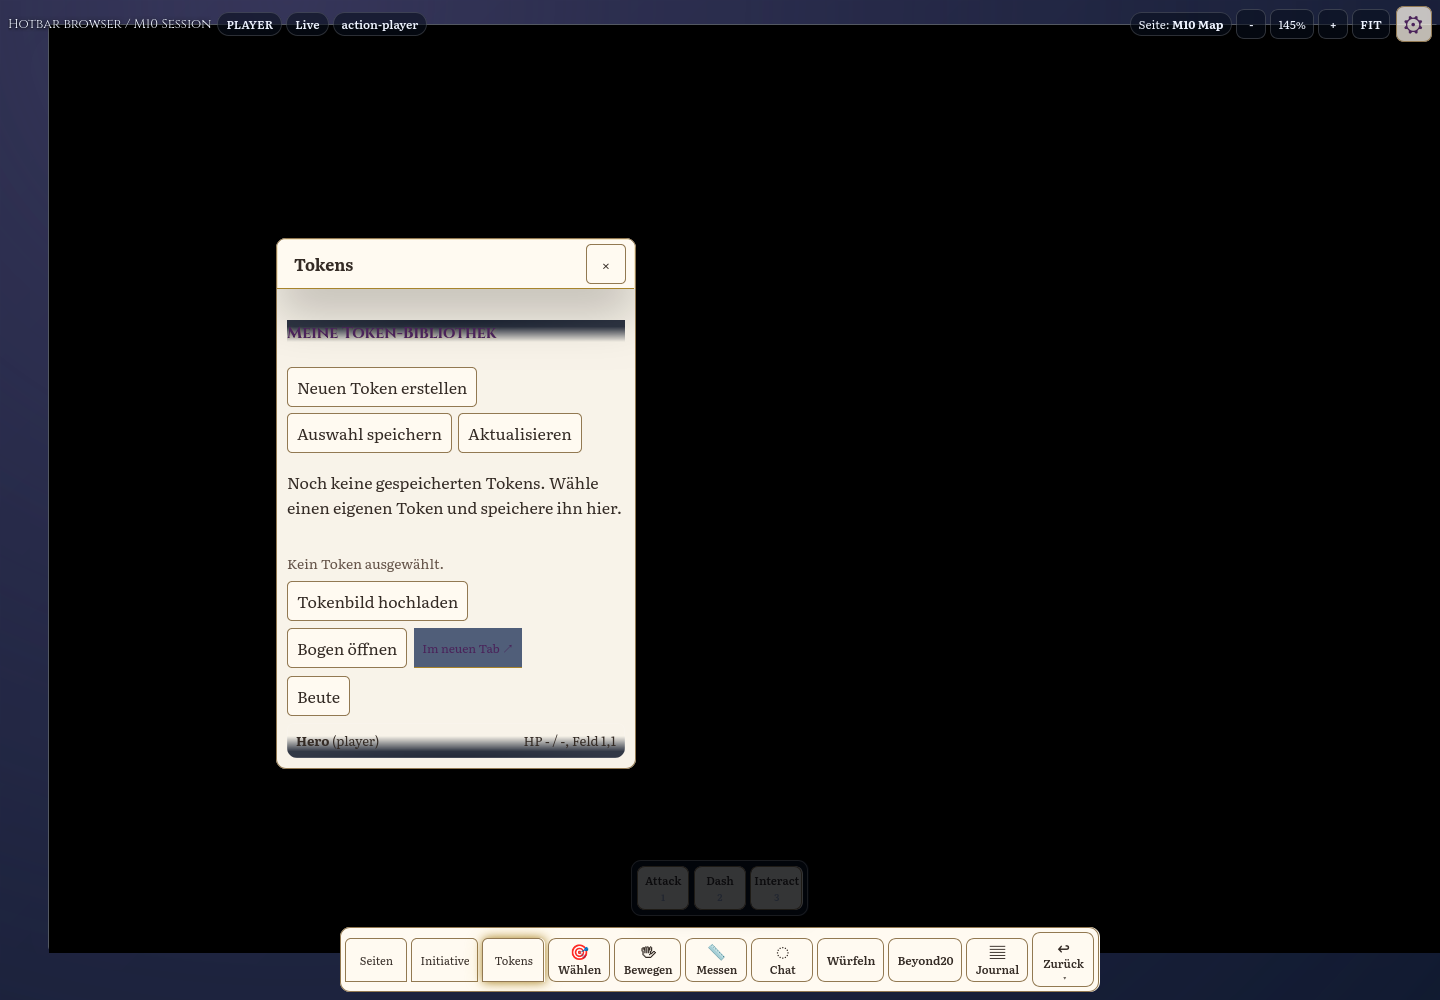 Hotbar Browser / M10 Session PLAYER Live action-player Seite: M10 Map - 145% + FIT
Tokens ×
Meine Token-Bibliothek
Neuen Token erstellen
Auswahl speichern Aktualisieren
Noch keine gespeicherten Tokens. Wähle
einen eigenen Token und speichere ihn hier.
Kein Token ausgewählt.
Tokenbild hochladen
Bogen öffnen Im neuen Tab ↗
Beute
Hero (player) HP - / -, Feld 1,1
Attack Dash Interact
1 2 3
Seiten Initiative Tokens Wählen Bewegen Messen Chat Würfeln Beyond20 Journal Zurück